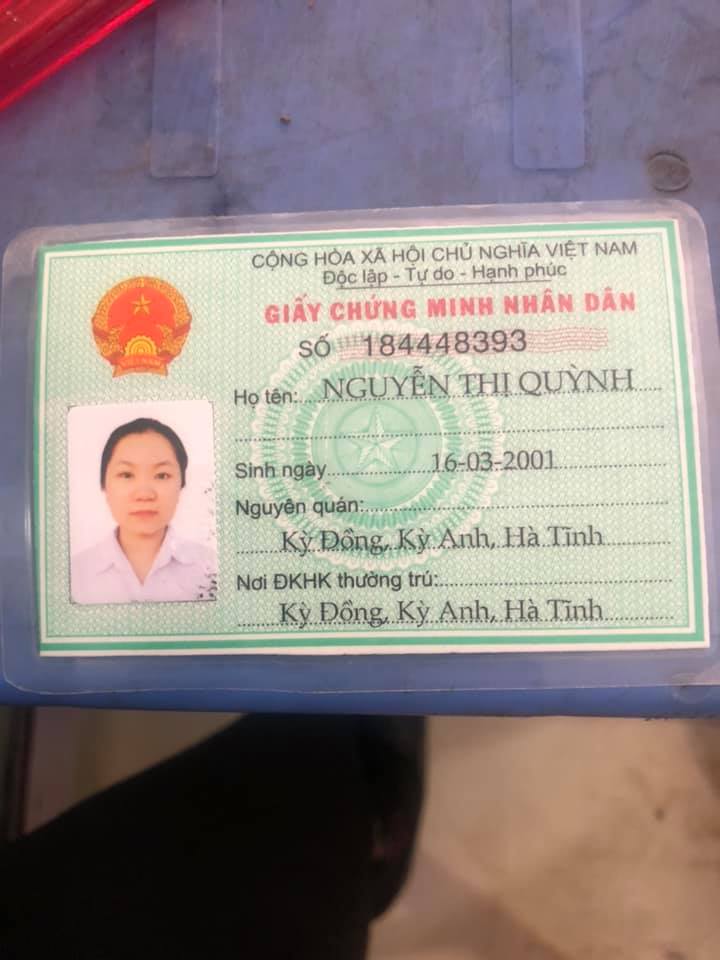 CỘNG HÒA XÃ HỘI CHỦ NGHĨA VIỆT NAM
Độc lập - Tự do - Hạnh phúc
GIẤY CHỨNG MINH NHÂN DÂN
SỐ 184448393
Họ tên: NGUYỄN THỊ QUỲNH
Sinh ngày 16-03-2001
Nguyên quán:
Kỳ Đồng, Kỳ Anh, Hà Tĩnh
Nơi ĐKHK thường trú:
Kỳ Đồng, Kỳ Anh, Hà Tĩnh